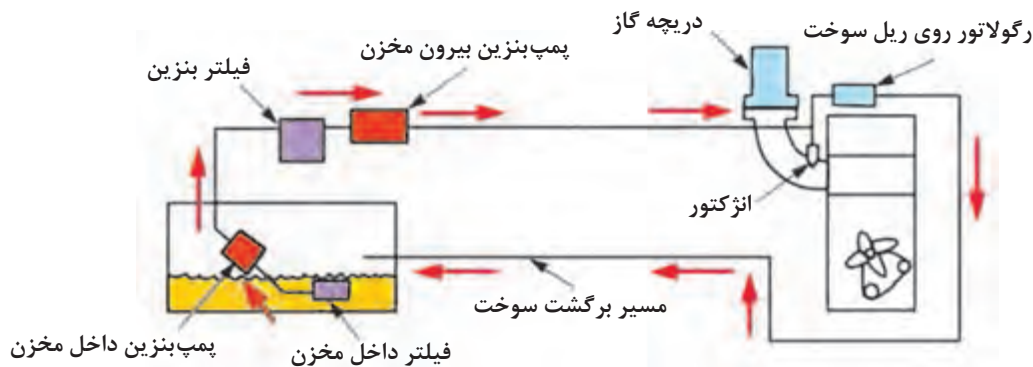 رگولاتور روی ریل سوخت
دریچه گاز
پمپ‌بنزین بیرون مخزن
فیلتر بنزین
انژکتور
مسیر برگشت سوخت
فیلتر داخل مخزن
پمپ‌بنزین داخل مخزن